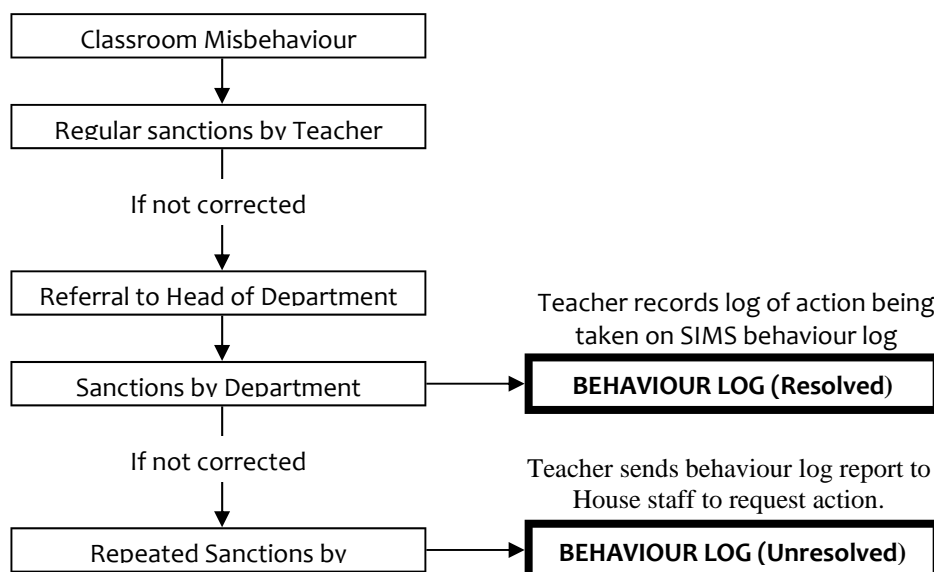 Classroom Misbehaviour
Regular sanctions by Teacher
If not corrected
Referral to Head of Department
Teacher records log of action being
taken on SIMS behaviour log
Sanctions by Department
BEHAVIOUR LOG (Resolved)
If not corrected
Teacher sends behaviour log report to
House staff to request action.
Repeated Sanctions by
BEHAVIOUR LOG (Unresolved)